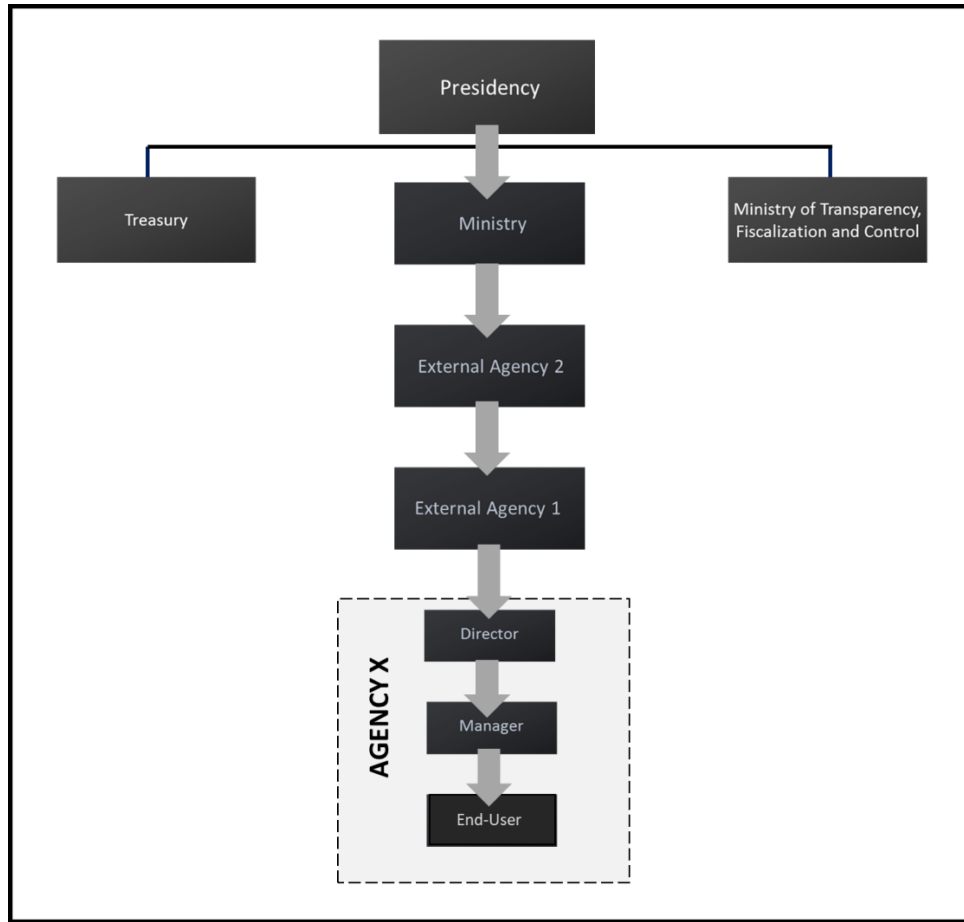 Presidency
Treasury
Ministry
Ministry of Transparency,
Fiscalization and Control
External Agency 2
External Agency 1
AGENCY X
Director
Manager
End-User